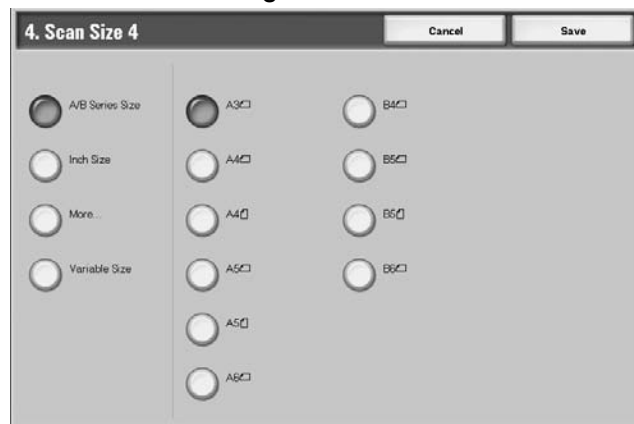 4. Scan Size 4
Cancel
Save
A/B Series Size
Inch Size
More...
Variable Size
A3
A4
A4
A5
A5
A6
B4
B5
B5
B6